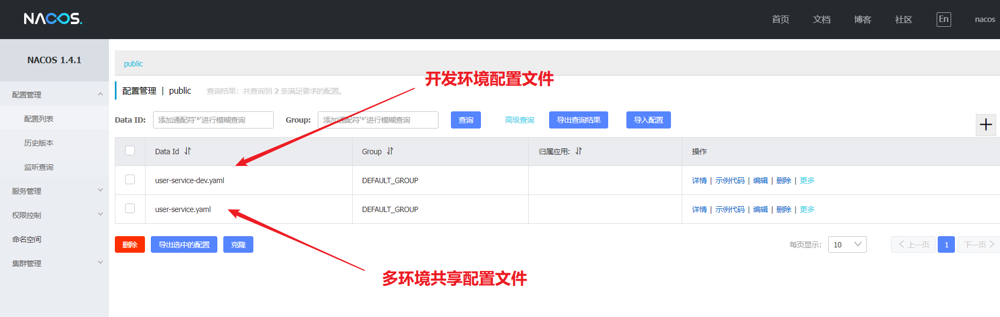 NACOS.
首页 文档 博客 社区 En nacos
NACOS 1.4.1
配置管理
配置列表
历史版本
监听查询
服务管理
权限控制
命名空间
集群管理
public
开发环境配置文件
配置管理 | public 查询结果：共查询到 2 条满足要求的配置。
Data ID: 添加通配符'*'进行模糊查询 Group: 添加通配符'*'进行模糊查询 查询 高级查询 导出查询结果 导入配置
Data Id Group 归属应用: 操作
user-service-dev.yaml DEFAULT_GROUP 详情 | 示例代码 | 编辑 | 删除 | 更多
user-service.yaml DEFAULT_GROUP 详情 | 示例代码 | 编辑 | 删除 | 更多
删除 导出选中的配置 克隆 每页显示: 10 上一页 1 下一页
多环境共享配置文件